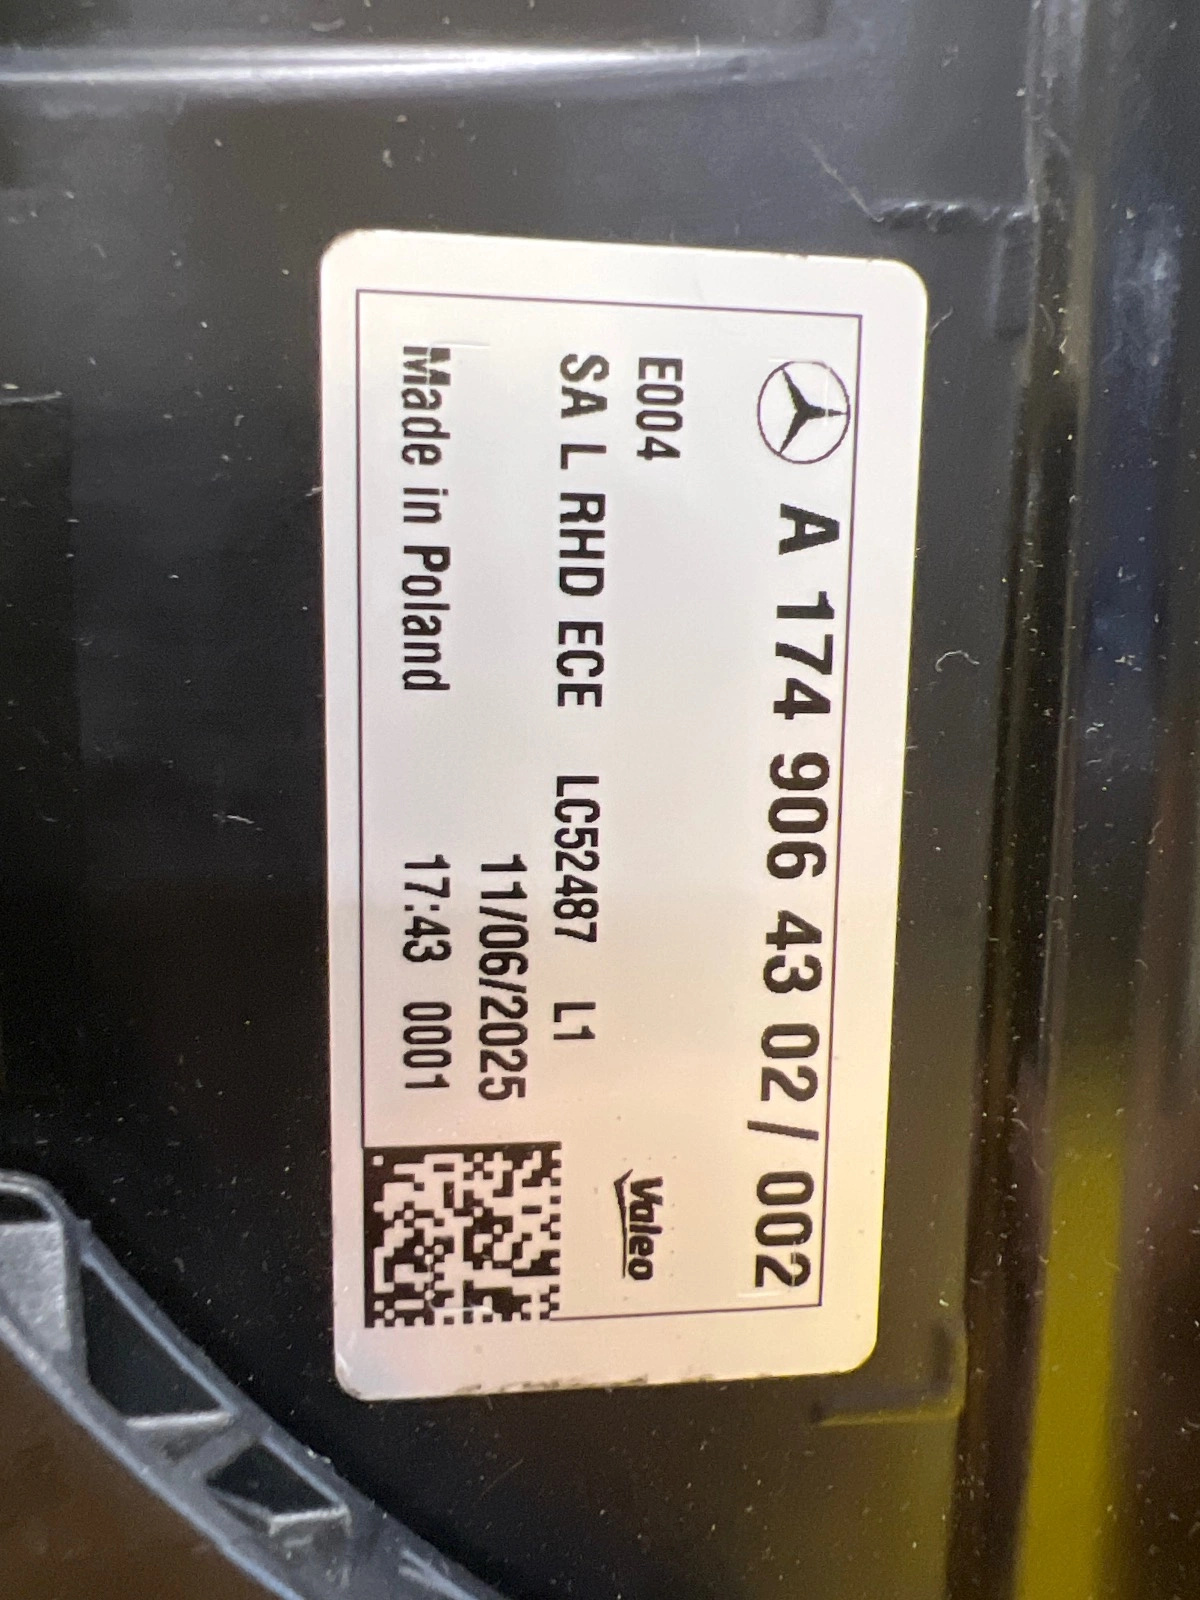 A 174 906 43 02 / 002
E004
Valeo
SA L RHD ECE LC52487 L1
11/06/2025
Made in Poland 17:43 0001